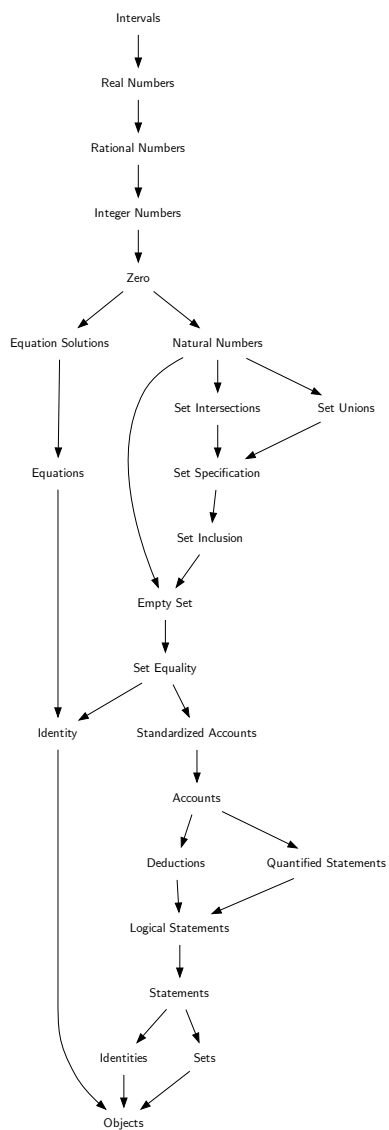 Intervals
Real Numbers
Rational Numbers
Integer Numbers
Zero
Equation Solutions
Natural Numbers
Set Intersections
Set Unions
Equations
Set Specification
Set Inclusion
Empty Set
Set Equality
Identity
Standardized Accounts
Accounts
Deductions
Quantified Statements
Logical Statements
Statements
Identities
Sets
Objects